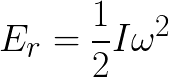 $E_r = \frac{1}{2} I \omega^2$